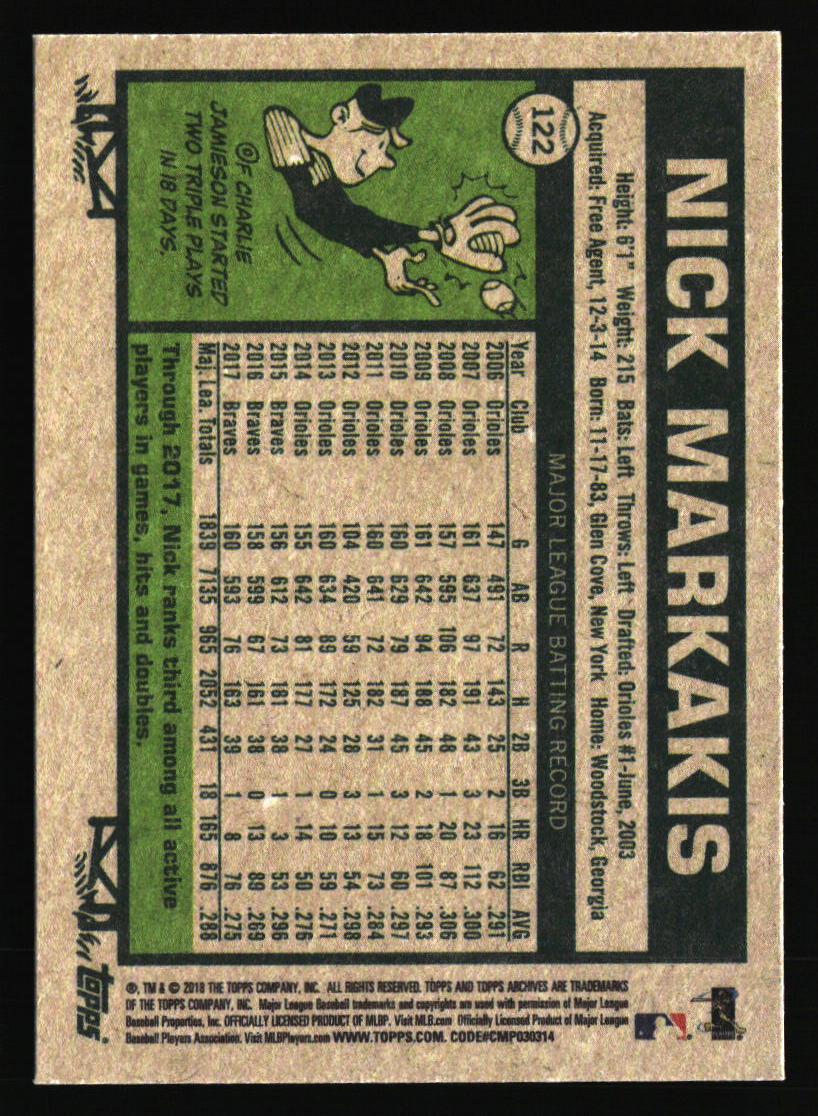 NICK MARKAKIS
122
Height: 6'1" Weight: 215 Bats: Left Throws: Left Drafted: Orioles #1-June, 2003
Acquired: Free Agent, 12-3-14 Born: 11-17-83, Glen Cove, New York Home: Woodstock, Georgia
MAJOR LEAGUE BATTING RECORD
Year Club G AB R H 2B 3B HR RBI AVG
2006 Orioles 147 491 72 143 25 2 16 62 .291
2007 Orioles 161 637 97 191 43 3 23 112 .300
2008 Orioles 157 595 106 182 48 1 20 87 .306
2009 Orioles 161 642 94 188 45 2 18 101 .293
2010 Orioles 160 629 79 187 45 3 12 60 .297
2011 Orioles 160 641 72 182 31 1 15 73 .284
2012 Orioles 104 420 59 125 28 3 13 54 .298
2013 Orioles 160 634 89 172 24 0 10 59 .271
2014 Orioles 155 642 81 177 27 1 14 50 .276
2015 Braves 156 612 73 181 38 1 3 53 .296
2016 Braves 158 599 67 161 38 0 13 89 .269
2017 Braves 160 593 76 163 39 1 8 76 .275
Maj. Lea. Totals 1839 7135 965 2052 431 18 165 876 .288
OF CHARLIE
JAMIESON STARTED
TWO TRIPLE PLAYS
IN 18 DAYS.
Through 2017, Nick ranks third among all active
players in games, hits and doubles.
®, TM & © 2018 THE TOPPS COMPANY, INC. ALL RIGHTS RESERVED. TOPPS AND TOPPS ARCHIVES ARE TRADEMARKS
OF THE TOPPS COMPANY, INC. Major League Baseball trademarks and copyrights are used with permission of Major League
Baseball Properties, Inc. OFFICIALLY LICENSED PRODUCT OF MLBP. Visit MLB.com Officially Licensed Product of Major League
Baseball Players Association. Visit MLBPlayers.com WWW.TOPPS.COM. CODE#CMP030314
topps